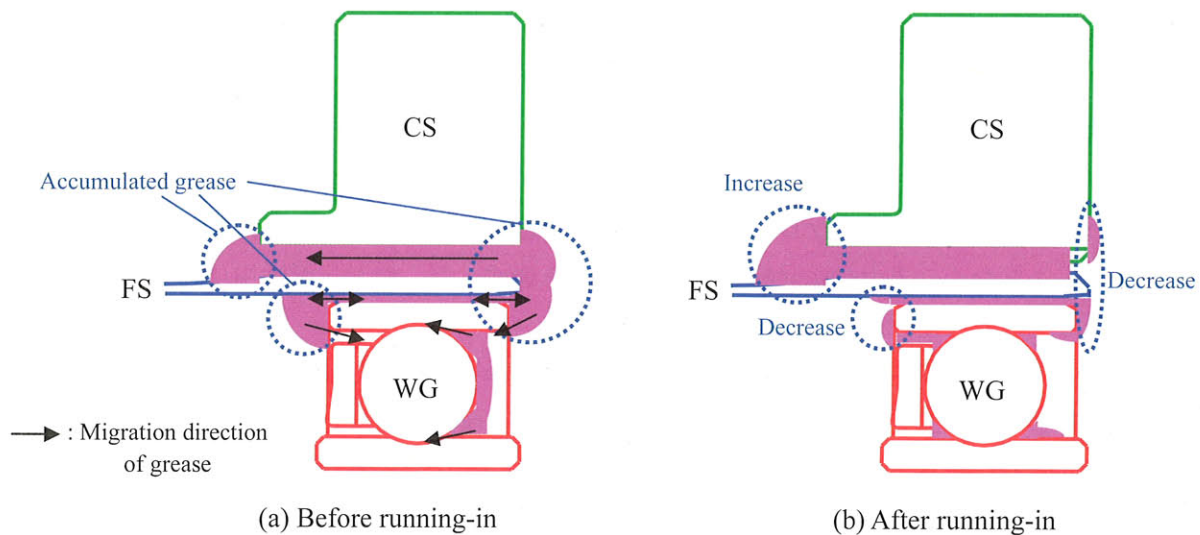 CS
Accumulated grease
FS
WG
: Migration direction
of grease
(a) Before running-in
CS
Increase
FS
Decrease
Decrease
WG
(b) After running-in